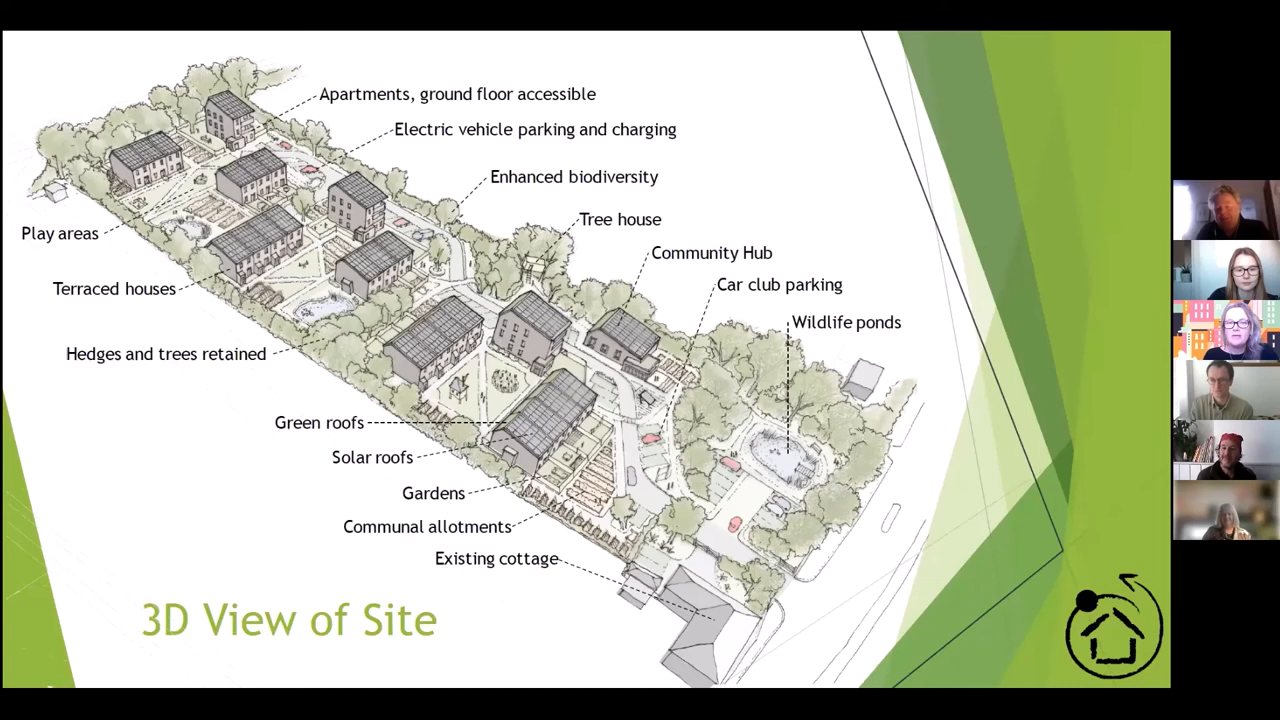 Apartments, ground floor accessible
Electric vehicle parking and charging
Enhanced biodiversity
Tree house
Community Hub
Car club parking
Wildlife ponds
Play areas
Terraced houses
Hedges and trees retained
Green roofs
Solar roofs
Gardens
Communal allotments
Existing cottage
3D View of Site